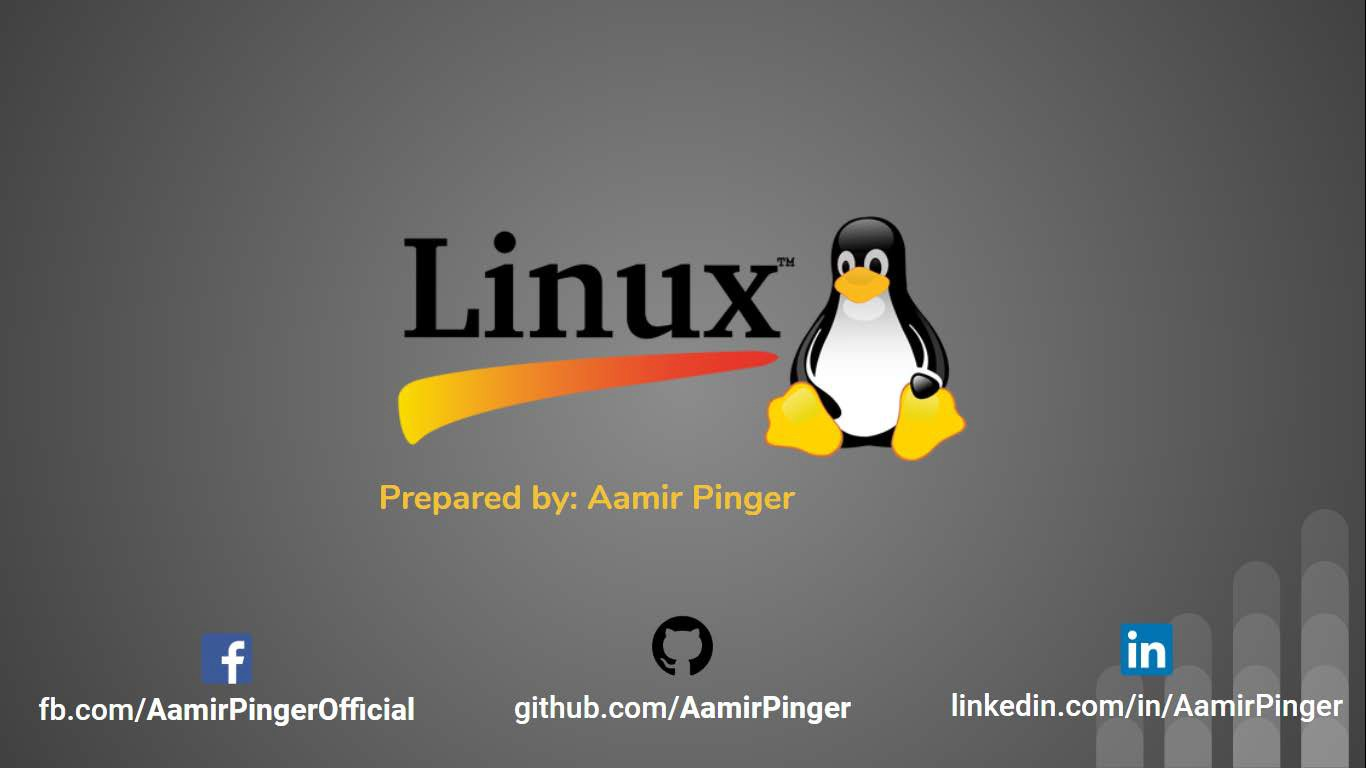 Linux™
Prepared by: Aamir Pinger
fb.com/AamirPingerOfficial
github.com/AamirPinger
linkedin.com/in/AamirPinger